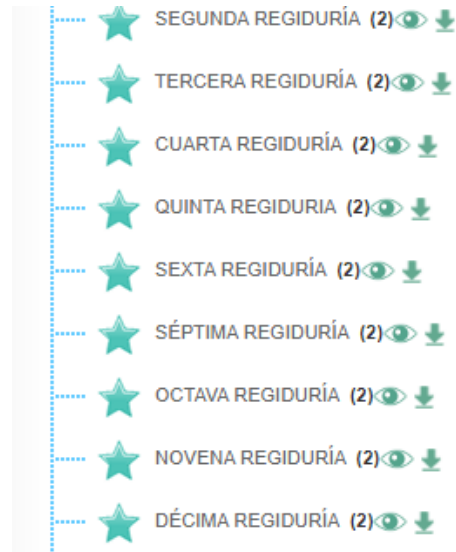 SEGUNDA REGIDURÍA (2)
TERCERA REGIDURÍA (2)
CUARTA REGIDURÍA (2)
QUINTA REGIDURIA (2)
SEXTA REGIDURÍA (2)
SÉPTIMA REGIDURÍA (2)
OCTAVA REGIDURÍA (2)
NOVENA REGIDURÍA (2)
DÉCIMA REGIDURÍA (2)